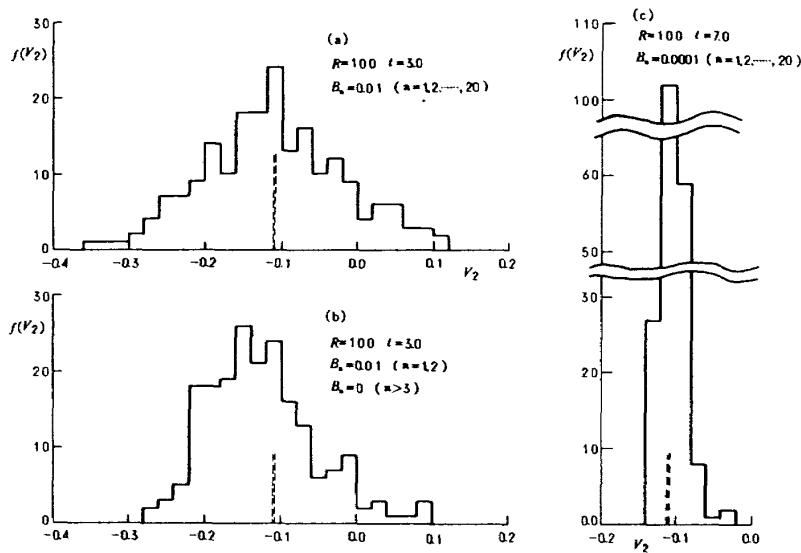 30
f(V₂)
20
10
0
-0.4
-0.3
-0.2
-0.1
0.0
0.1
0.2
V₂
(a)
R=100 t=3.0
Bₙ=0.01 (n=1,2,----,20)
30
f(V₂)
20
10
0
-0.4
-0.3
-0.2
-0.1
0.0
0.1
0.2
V₂
(b)
R=100 t=3.0
Bₙ=0.01 (n=1,2)
Bₙ=0 (n>3)
110
f(V₂)
100
60
50
30
20
10
0.0
-0.2
-0.1
0.0
V₂
(c)
R=100 t=7.0
Bₙ=0.0001 (n=1,2,----,20)